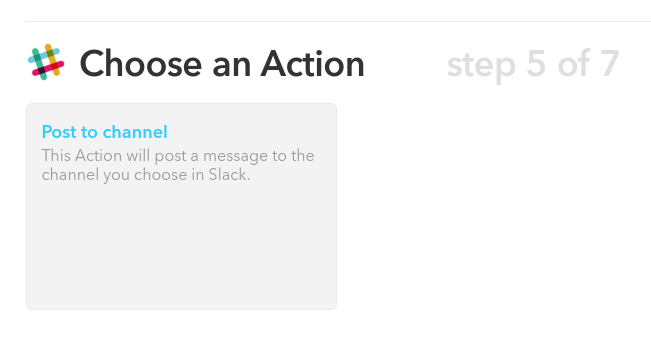 Choose an Action
step 5 of 7
Post to channel
This Action will post a message to the
channel you choose in Slack.